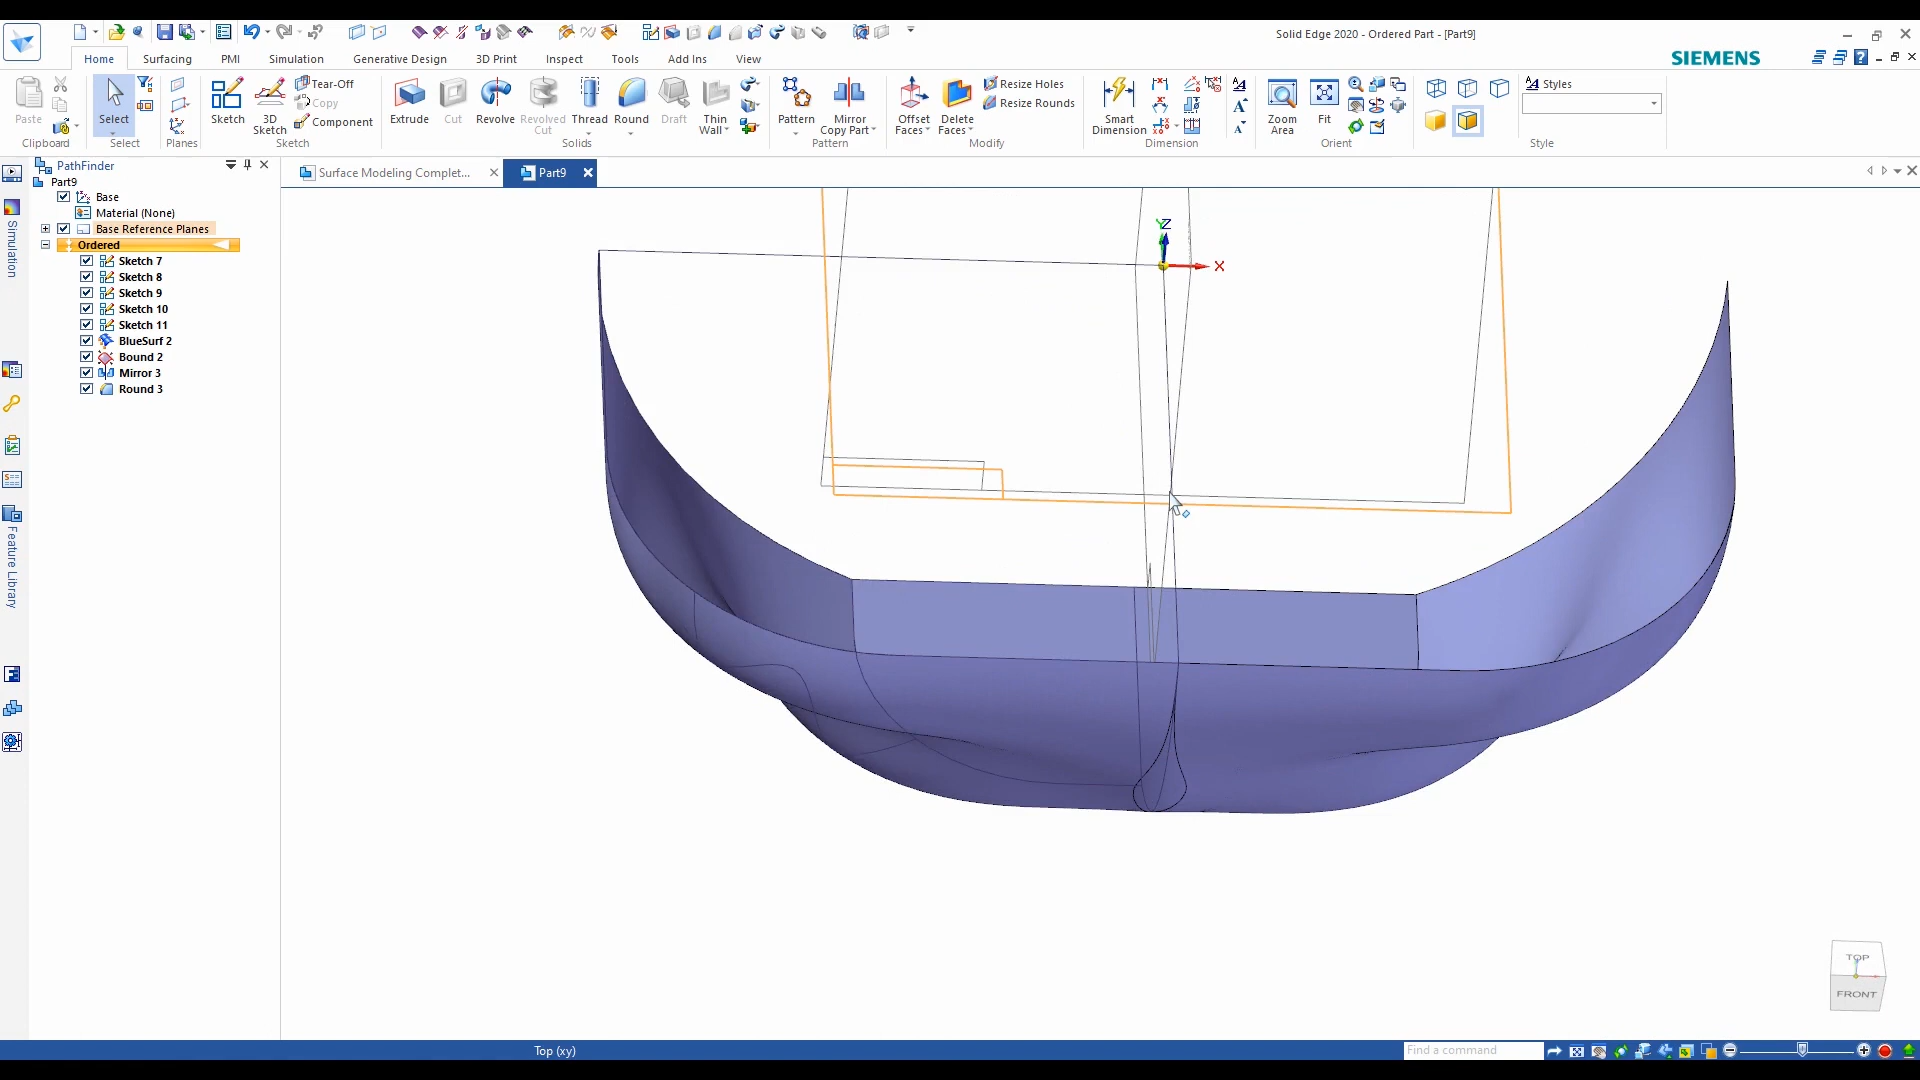 Solid Edge 2020 - Ordered Part - [Part9]
Home Surfacing PMI Simulation Generative Design 3D Print Inspect Tools Add Ins View
SIEMENS
Paste
Clipboard
Select
Select
Planes
Sketch
3D Sketch
Tear-Off
Copy
Component
Sketch
Extrude
Cut
Revolve
Revolved Cut
Thread
Round
Draft
Thin Wall
Solids
Pattern
Mirror Copy Part
Pattern
Offset Faces
Delete Faces
Resize Holes
Resize Rounds
Modify
Smart Dimension
Dimension
Zoom Area
Fit
Orient
Styles
Style
PathFinder
Part9
Base
Material (None)
Base Reference Planes
Ordered
Sketch 7
Sketch 8
Sketch 9
Sketch 10
Sketch 11
BlueSurf 2
Bound 2
Mirror 3
Round 3
Simulation
Feature Library
Surface Modeling Complet...
Part9
Z
Y
X
TOP
FRONT
Top (xy)
Find a command